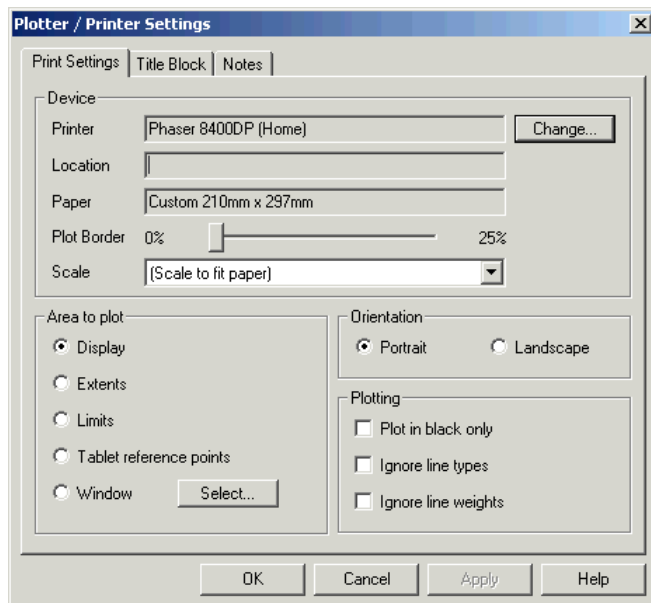 Plotter / Printer Settings
Print Settings Title Block Notes
Device
Printer Phaser 8400DP (Home) Change...
Location
Paper Custom 210mm x 297mm
Plot Border 0% 25%
Scale (Scale to fit paper)
Area to plot
Display
Extents
Limits
Tablet reference points
Window Select...
Orientation
Portrait Landscape
Plotting
Plot in black only
Ignore line types
Ignore line weights
OK Cancel Apply Help